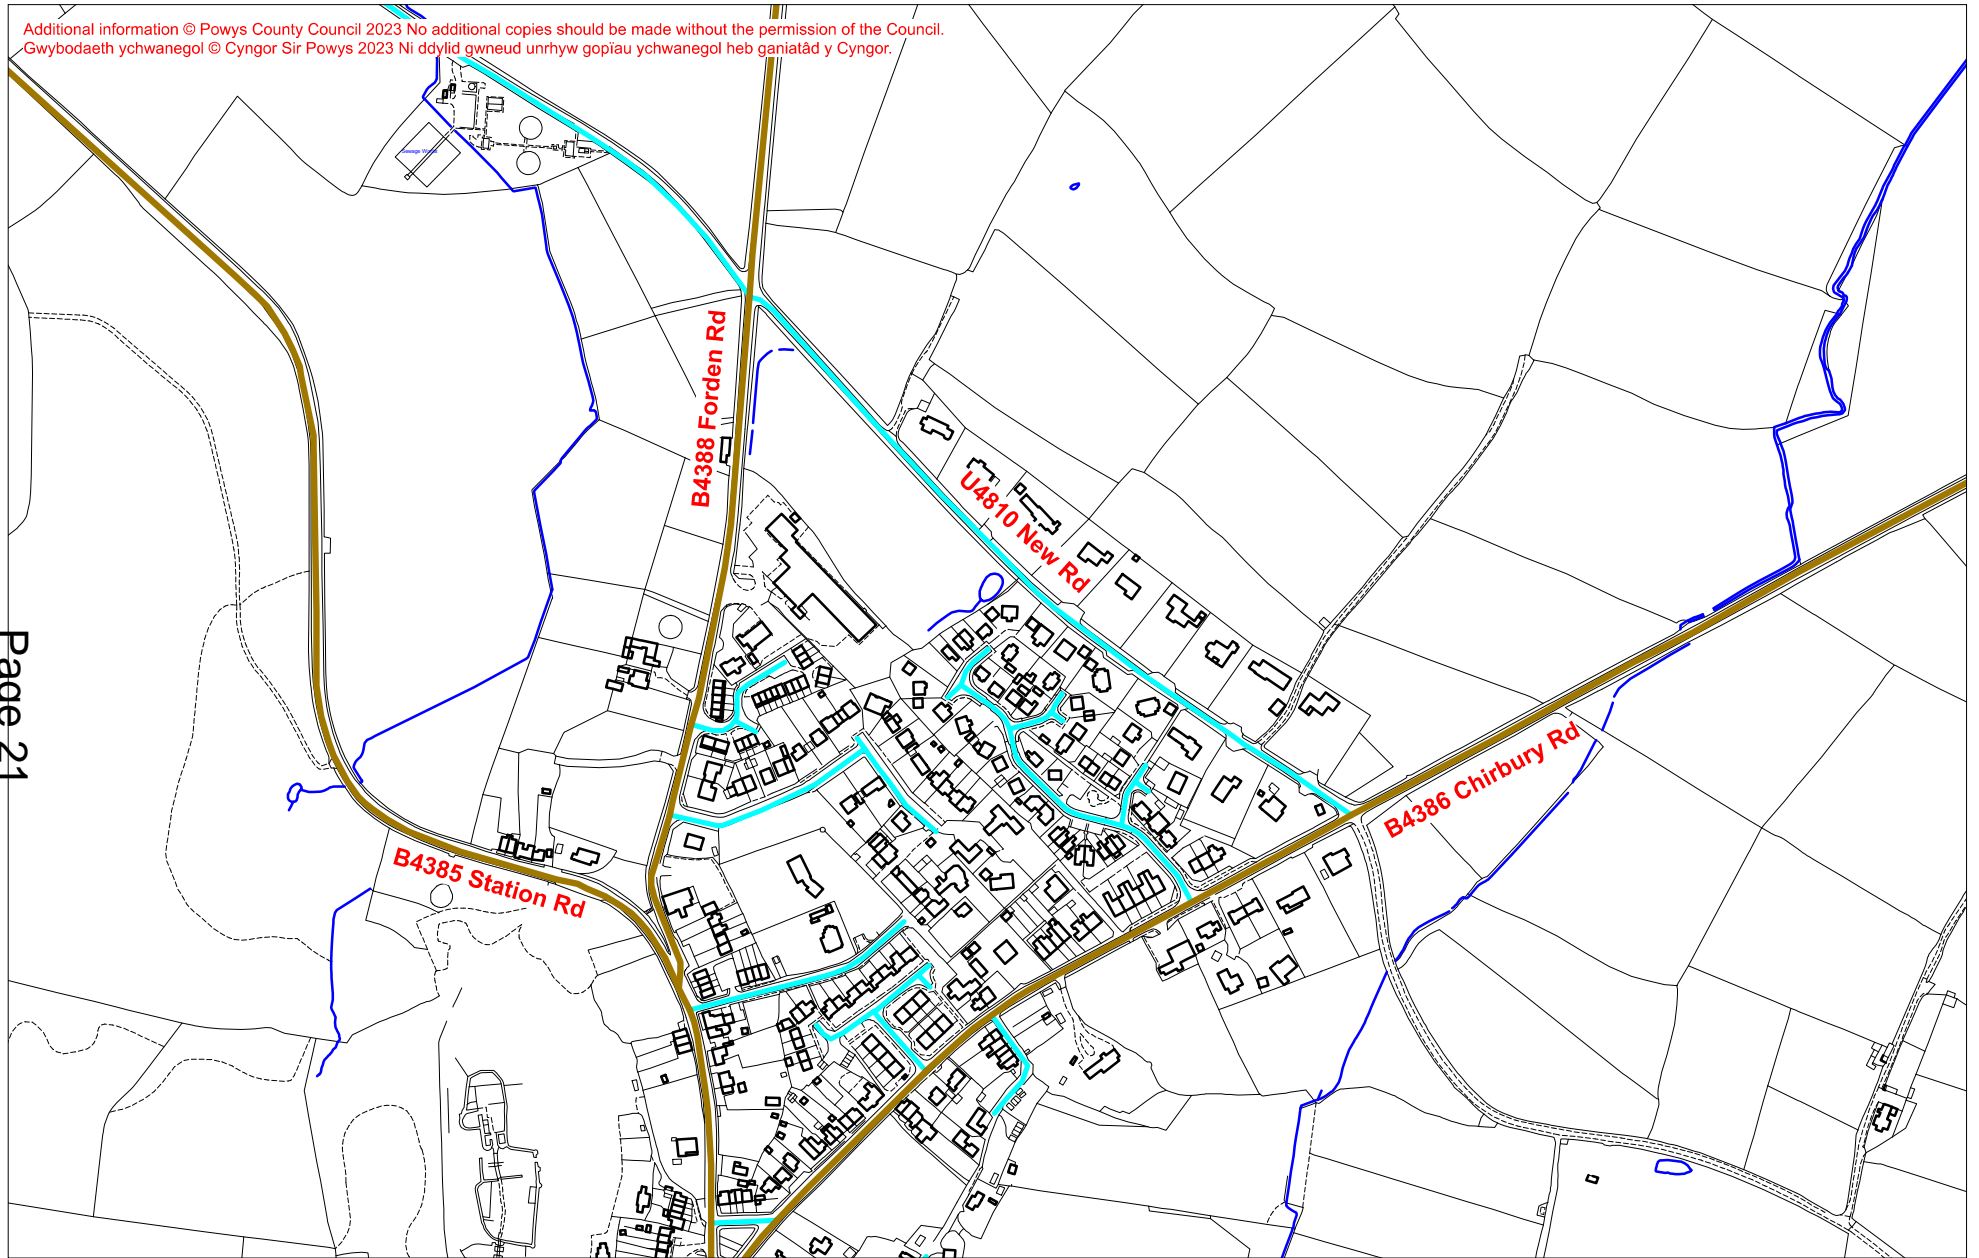 Additional information © Powys County Council 2023 No additional copies should be made without the permission of the Council.
Gwybodaeth ychwanegol © Cyngor Sir Powys 2023 Ni ddylid gwneud unrhyw gopïau ychwanegol heb ganiatâd y Cyngor.
Sewage Works
B4388 Forden Rd
U4810 New Rd
B4386 Chirbury Rd
B4385 Station Rd
Page 21